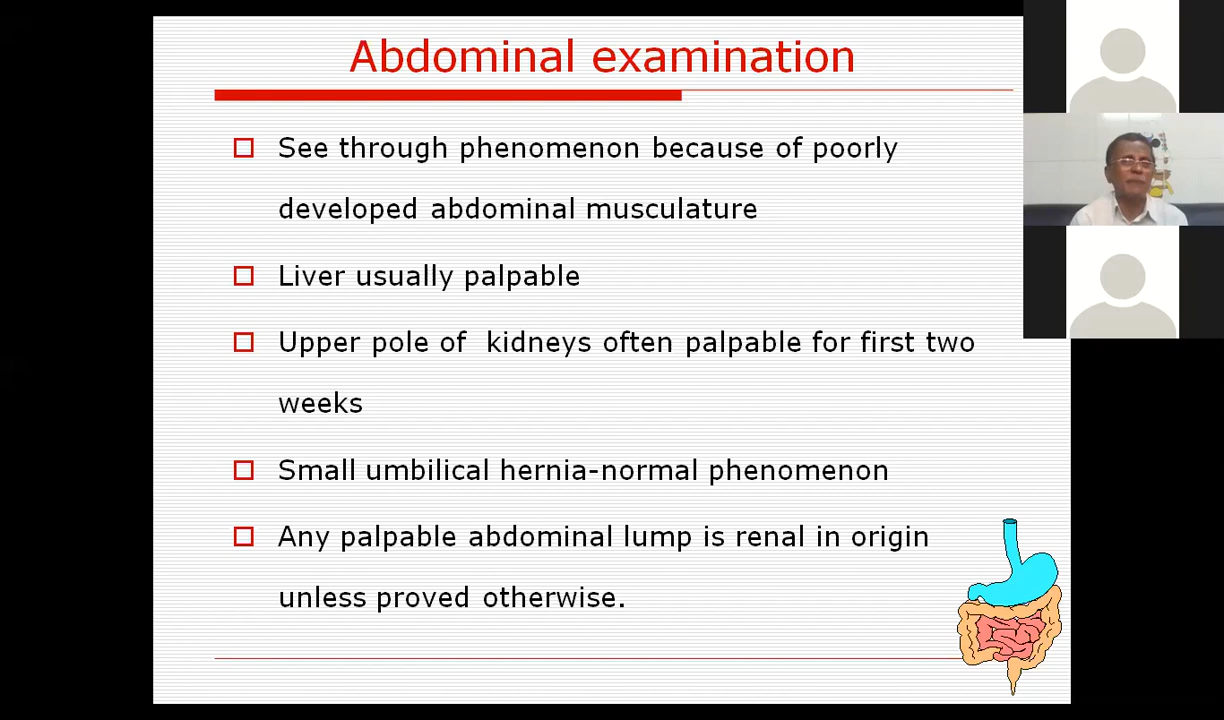 Abdominal examination
See through phenomenon because of poorly
developed abdominal musculature
Liver usually palpable
Upper pole of kidneys often palpable for first two
weeks
Small umbilical hernia-normal phenomenon
Any palpable abdominal lump is renal in origin
unless proved otherwise.